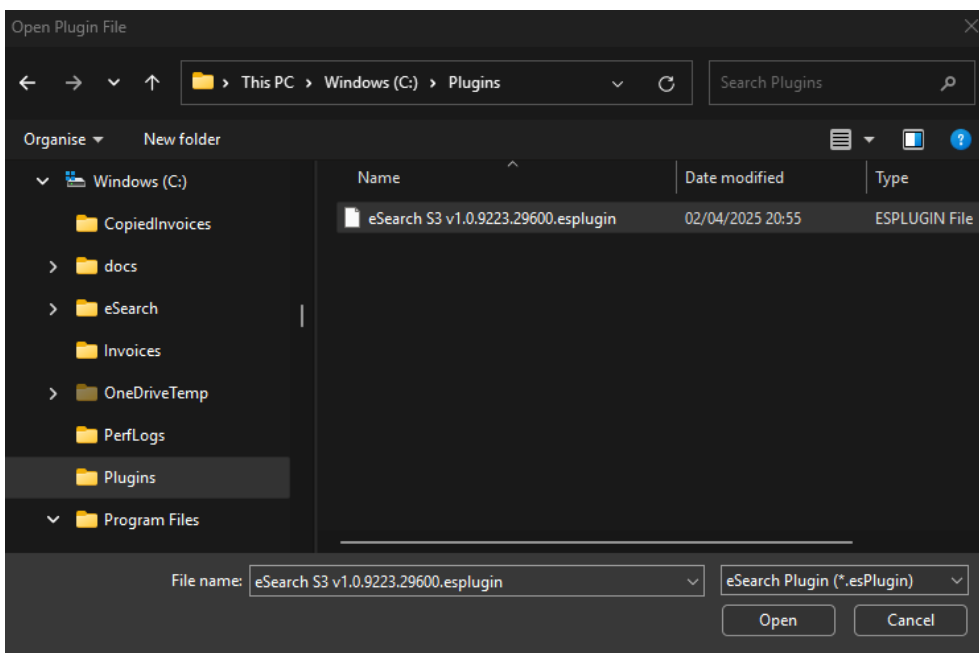 Open Plugin File
This PC > Windows (C:) > Plugins
Search Plugins
Organise
New folder
Windows (C:)
CopiedInvoices
docs
eSearch
Invoices
OneDriveTemp
PerfLogs
Plugins
Program Files
Name Date modified Type
eSearch S3 v1.0.9223.29600.esplugin 02/04/2025 20:55 ESPLUGIN File
File name: eSearch S3 v1.0.9223.29600.esplugin eSearch Plugin (*.esPlugin)
Open Cancel